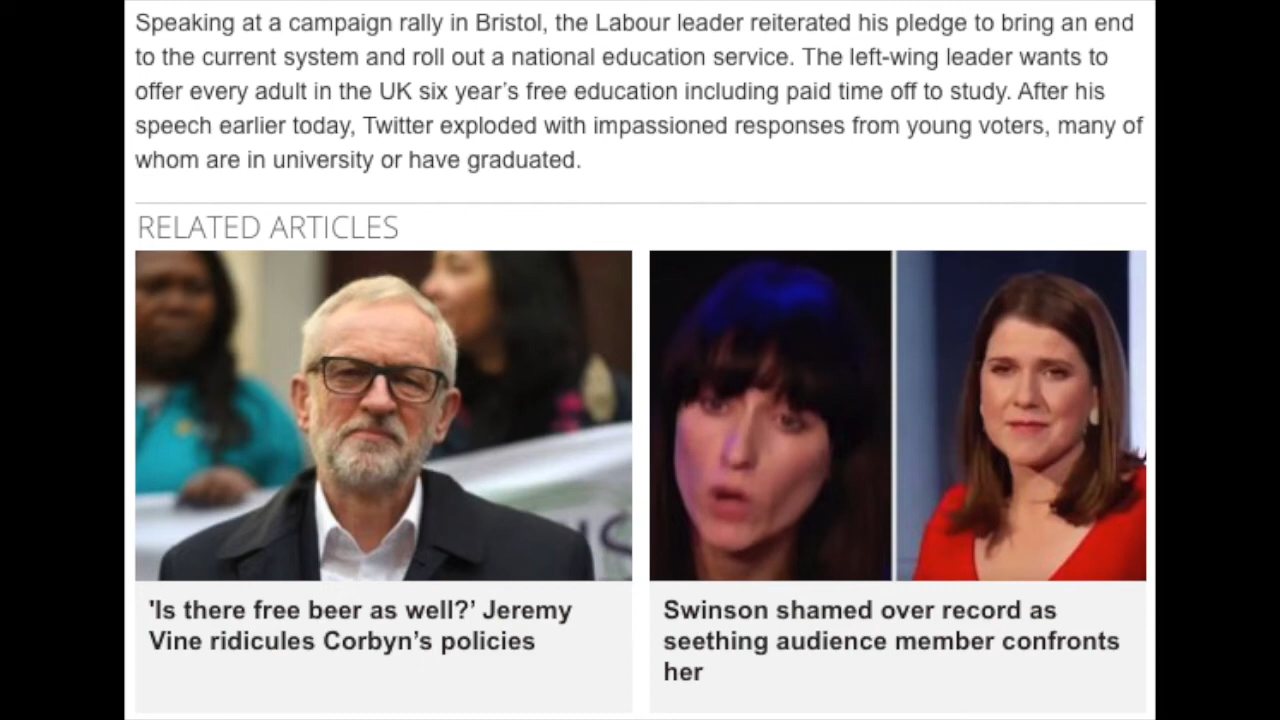 Speaking at a campaign rally in Bristol, the Labour leader reiterated his pledge to bring an end
to the current system and roll out a national education service. The left-wing leader wants to
offer every adult in the UK six year’s free education including paid time off to study. After his
speech earlier today, Twitter exploded with impassioned responses from young voters, many of
whom are in university or have graduated.
RELATED ARTICLES
'Is there free beer as well?’ Jeremy
Vine ridicules Corbyn’s policies
Swinson shamed over record as
seething audience member confronts
her